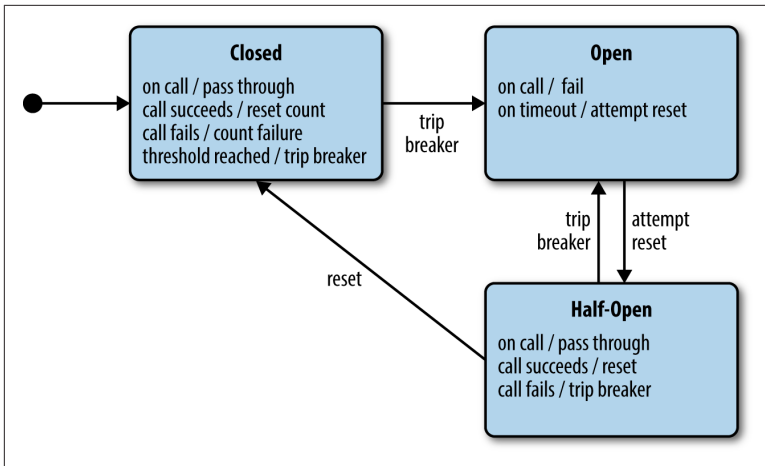 Closed
on call / pass through
call succeeds / reset count
call fails / count failure
threshold reached / trip breaker
trip
breaker
Open
on call /  fail
on timeout / attempt reset
trip
breaker
attempt
reset
reset
Half-Open
on call / pass through
call succeeds / reset
call fails / trip breaker